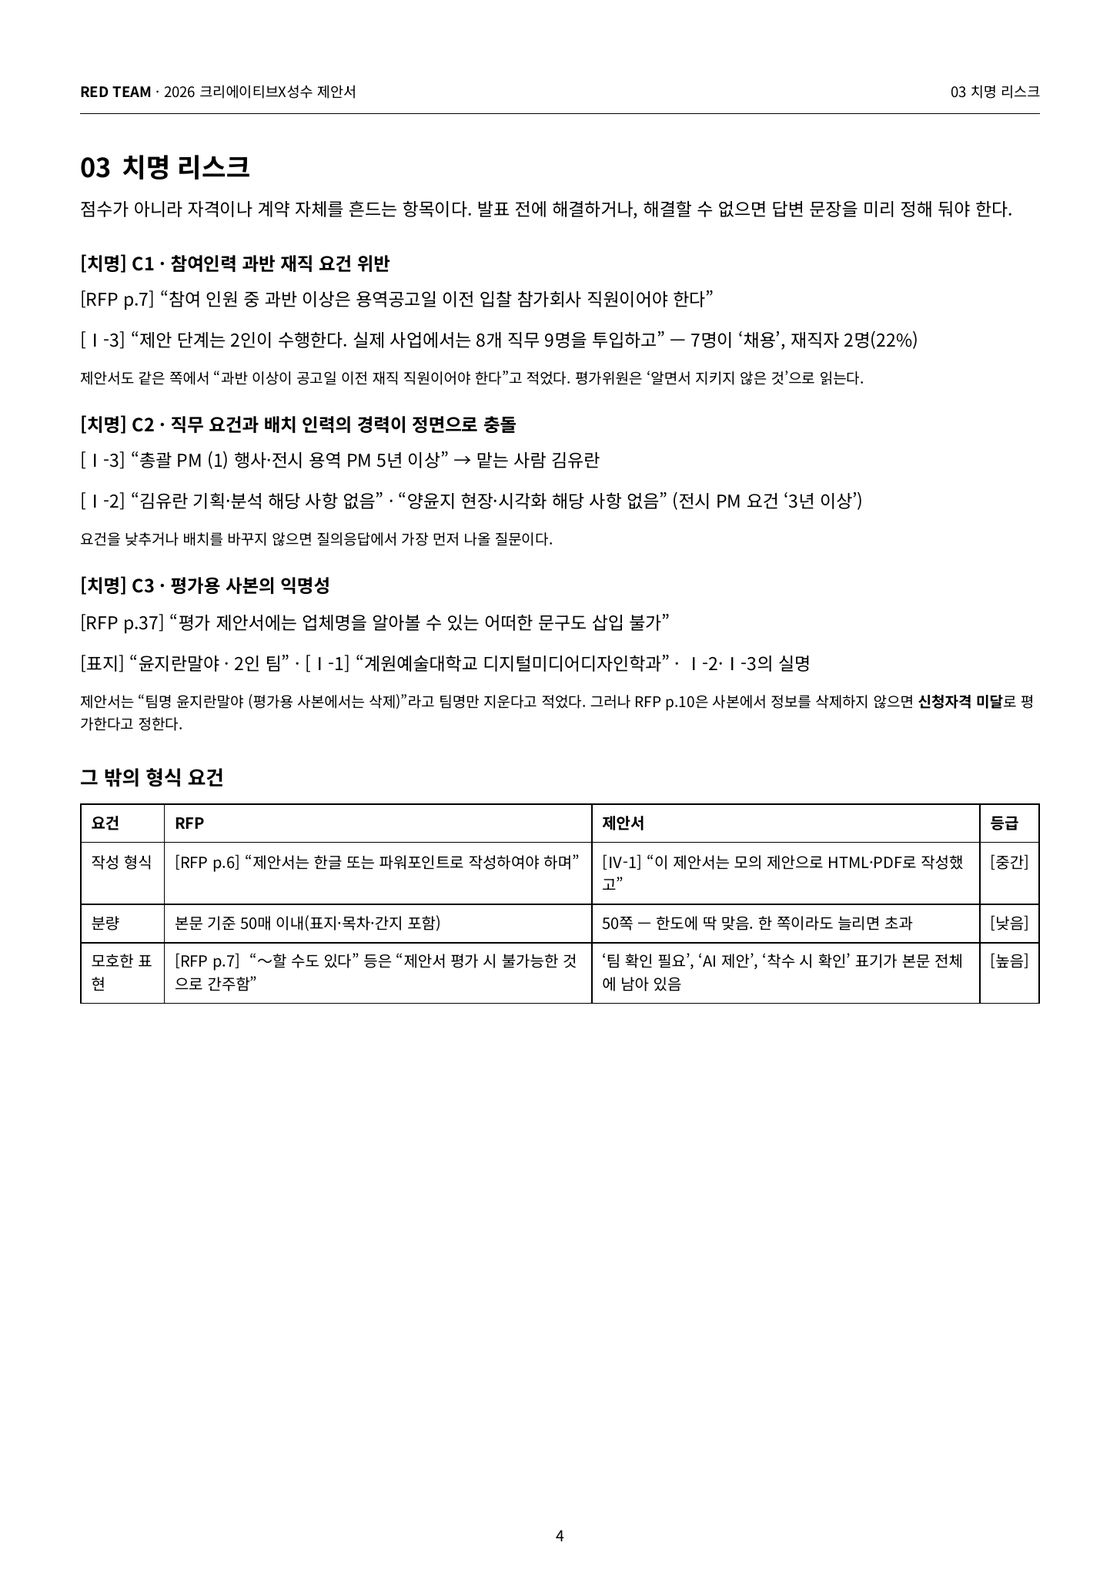 RED TEAM · 2026 크리에이티브X성수 제안서
03 치명 리스크
03 치명 리스크
점수가 아니라 자격이나 계약 자체를 흔드는 항목이다. 발표 전에 해결하거나, 해결할 수 없으면 답변 문장을 미리 정해 둬야 한다.
[치명] C1 · 참여인력 과반 재직 요건 위반
[RFP p.7] “참여 인원 중 과반 이상은 용역공고일 이전 입찰 참가회사 직원이어야 한다”
[Ⅰ-3] “제안 단계는 2인이 수행한다. 실제 사업에서는 8개 직무 9명을 투입하고” — 7명이 ‘채용’, 재직자 2명(22%)
제안서도 같은 쪽에서 “과반 이상이 공고일 이전 재직 직원이어야 한다”고 적었다. 평가위원은 ‘알면서 지키지 않은 것’으로 읽는다.
[치명] C2 · 직무 요건과 배치 인력의 경력이 정면으로 충돌
[Ⅰ-3] “총괄 PM (1) 행사·전시 용역 PM 5년 이상” → 맡는 사람 김유란
[Ⅰ-2] “김유란 기획·분석 해당 사항 없음” · “양윤지 현장·시각화 해당 사항 없음” (전시 PM 요건 ‘3년 이상’)
요건을 낮추거나 배치를 바꾸지 않으면 질의응답에서 가장 먼저 나올 질문이다.
[치명] C3 · 평가용 사본의 익명성
[RFP p.37] “평가 제안서에는 업체명을 알아볼 수 있는 어떠한 문구도 삽입 불가”
[표지] “윤지란말야 · 2인 팀” · [Ⅰ-1] “계원예술대학교 디지털미디어디자인학과” · Ⅰ-2·Ⅰ-3의 실명
제안서는 “팀명 윤지란말야 (평가용 사본에서는 삭제)”라고 팀명만 지운다고 적었다. 그러나 RFP p.10은 사본에서 정보를 삭제하지 않으면 신청자격 미달로 평
가한다고 정한다.
그 밖의 형식 요건
요건 RFP 제안서 등급
작성 형식 [RFP p.6] “제안서는 한글 또는 파워포인트로 작성하여야 하며” [Ⅳ-1] “이 제안서는 모의 제안으로 HTML·PDF로 작성했 [중간]
고”
분량 본문 기준 50매 이내(표지·목차·간지 포함) 50쪽 — 한도에 딱 맞음. 한 쪽이라도 늘리면 초과 [낮음]
모호한 표 [RFP p.7] “～할 수도 있다” 등은 “제안서 평가 시 불가능한 것 ‘팀 확인 필요’, ‘AI 제안’, ‘착수 시 확인’ 표기가 본문 전체 [높음]
현 으로 간주함” 에 남아 있음
4